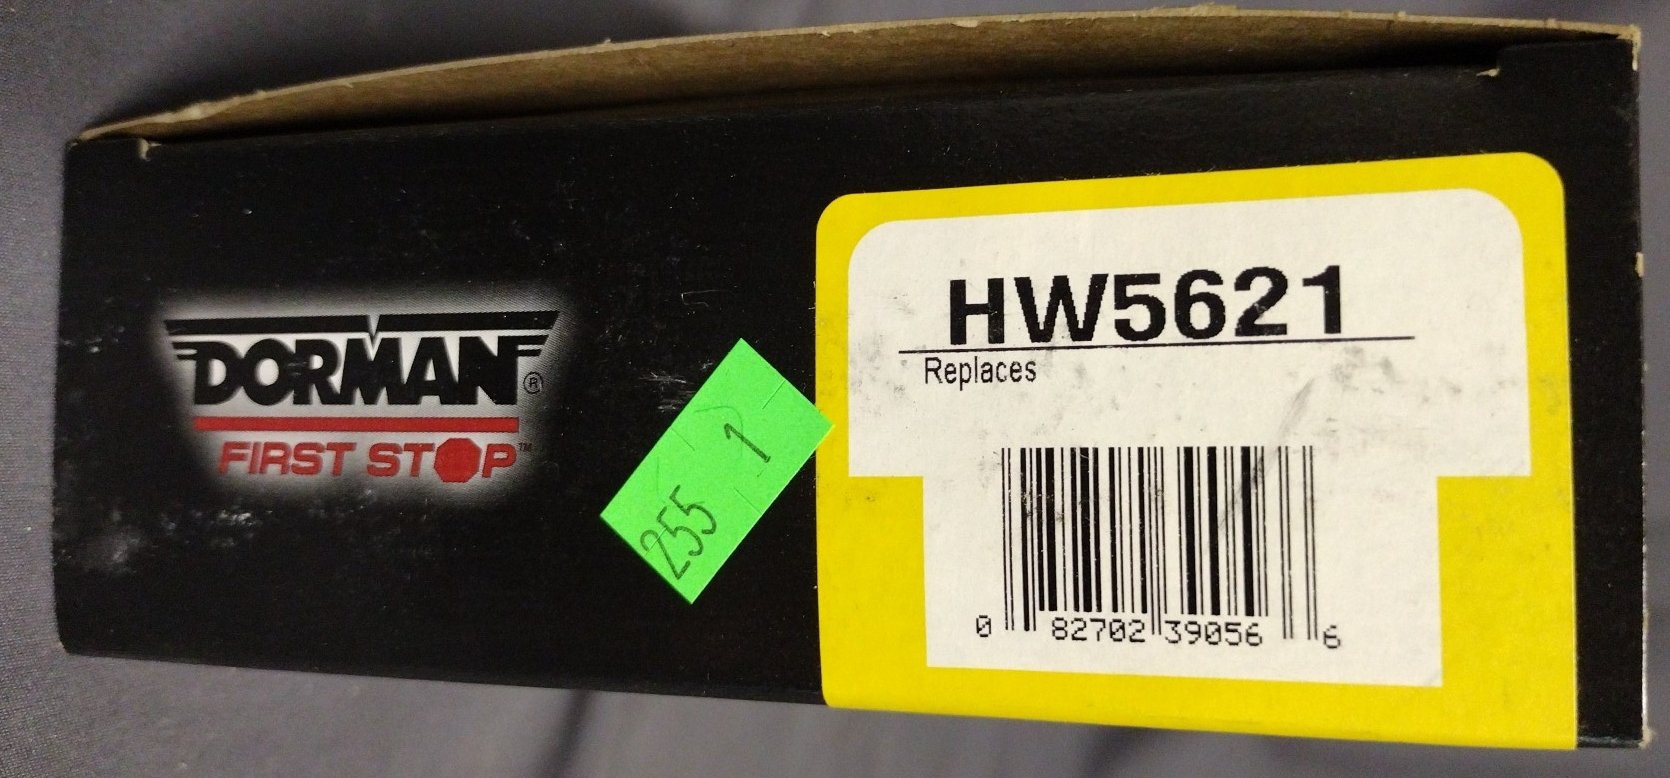 DORMAN®
FIRST STOP™
255 1
HW5621
Replaces
0 82702 39056 6